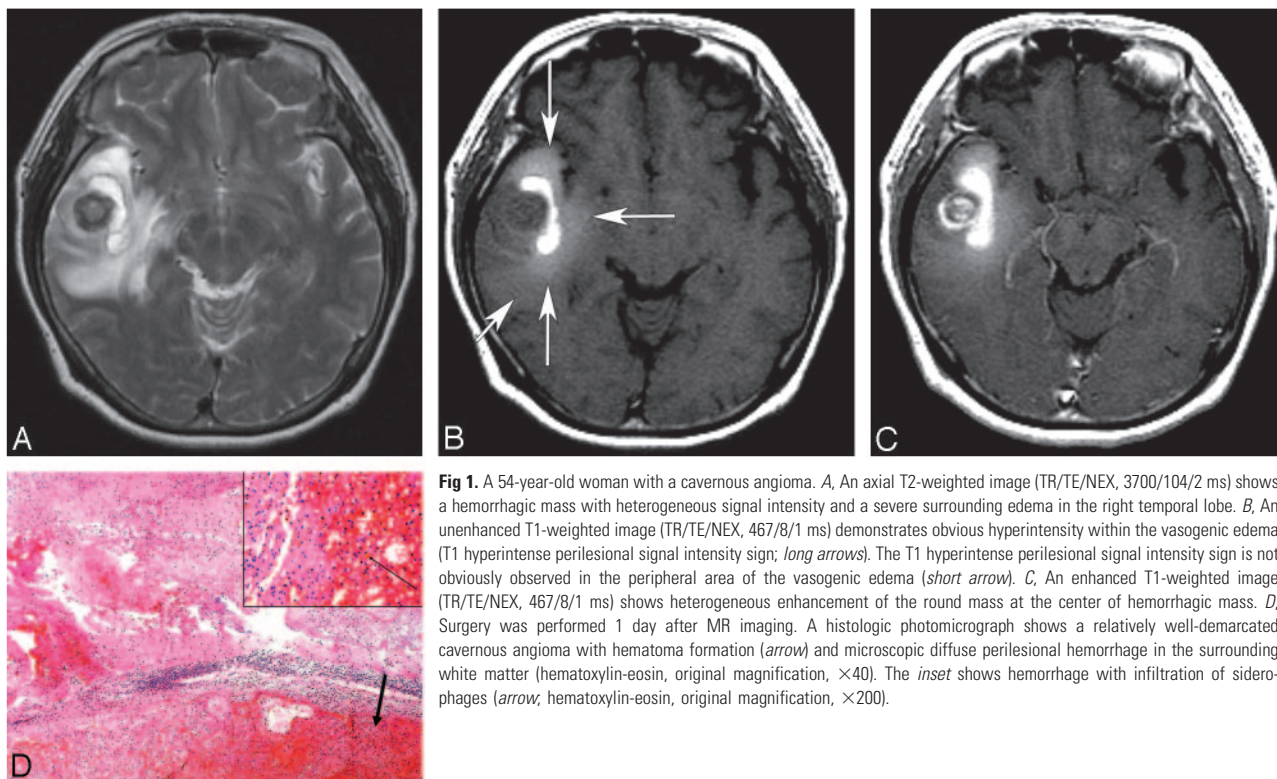 A
B
C
D
Fig 1. A 54-year-old woman with a cavernous angioma. A, An axial T2-weighted image (TR/TE/NEX, 3700/104/2 ms) shows
a hemorrhagic mass with heterogeneous signal intensity and a severe surrounding edema in the right temporal lobe. B, An
unenhanced T1-weighted image (TR/TE/NEX, 467/8/1 ms) demonstrates obvious hyperintensity within the vasogenic edema
(T1 hyperintense perilesional signal intensity sign; long arrows). The T1 hyperintense perilesional signal intensity sign is not
obviously observed in the peripheral area of the vasogenic edema (short arrow). C, An enhanced T1-weighted image
(TR/TE/NEX, 467/8/1 ms) shows heterogeneous enhancement of the round mass at the center of hemorrhagic mass. D,
Surgery was performed 1 day after MR imaging. A histologic photomicrograph shows a relatively well-demarcated
cavernous angioma with hematoma formation (arrow) and microscopic diffuse perilesional hemorrhage in the surrounding
white matter (hematoxylin-eosin, original magnification, ×40). The inset shows hemorrhage with infiltration of sidero-
phages (arrow; hematoxylin-eosin, original magnification, ×200).